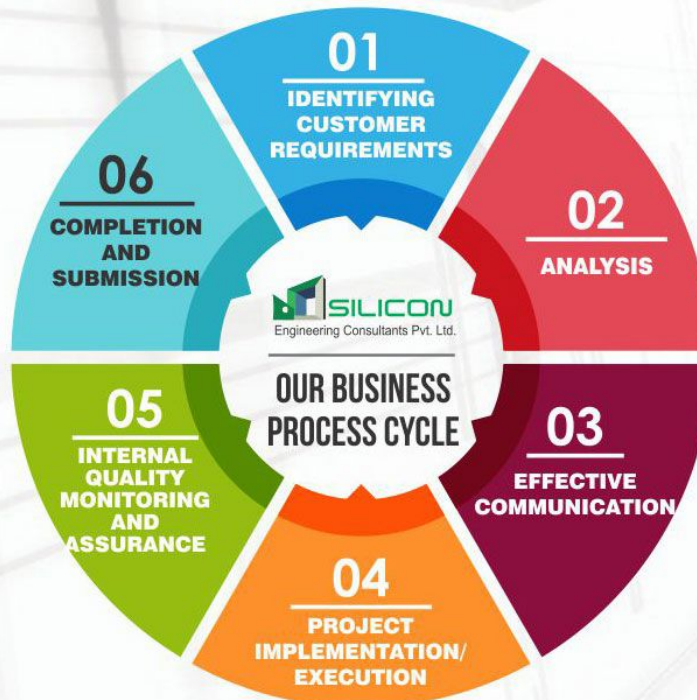 01
IDENTIFYING
CUSTOMER
REQUIREMENTS
02
ANALYSIS
03
EFFECTIVE
COMMUNICATION
04
PROJECT
IMPLEMENTATION/
EXECUTION
05
INTERNAL
QUALITY
MONITORING
AND
ASSURANCE
06
COMPLETION
AND
SUBMISSION
SILICON
Engineering Consultants Pvt. Ltd.
OUR BUSINESS
PROCESS CYCLE